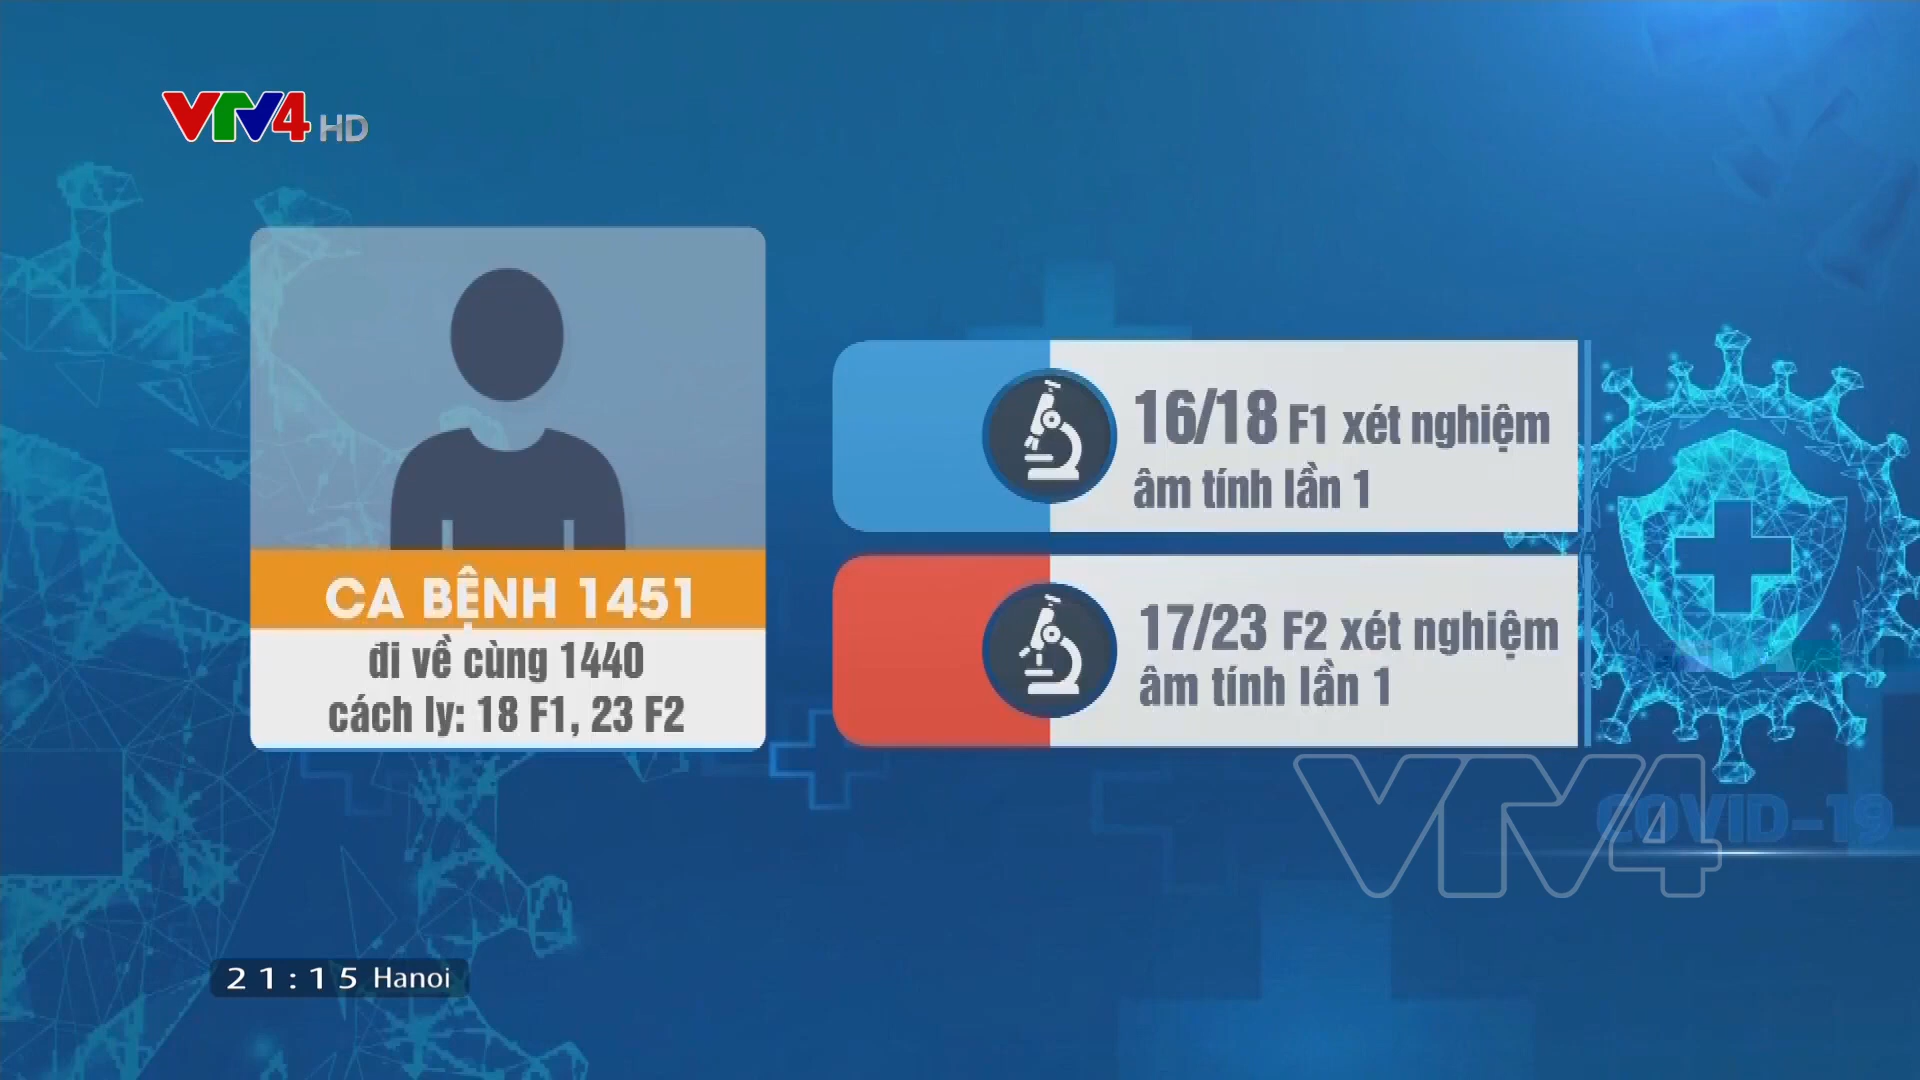 VTV4 HD
CA BỆNH 1451
đi về cùng 1440
cách ly: 18 F1, 23 F2
16/18 F1 xét nghiệm
âm tính lần 1
17/23 F2 xét nghiệm
âm tính lần 1
VTV4
COVID-19
21:15 Hanoi